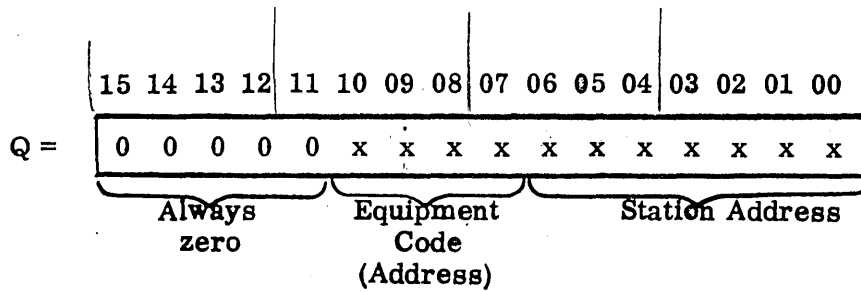 15 14 13 12 11 10 09 08 07 06 05 04 03 02 01 00
Q = 0 0 0 0 0 x x x x x x x x x x x
Always Equipment Station Address
zero Code
(Address)